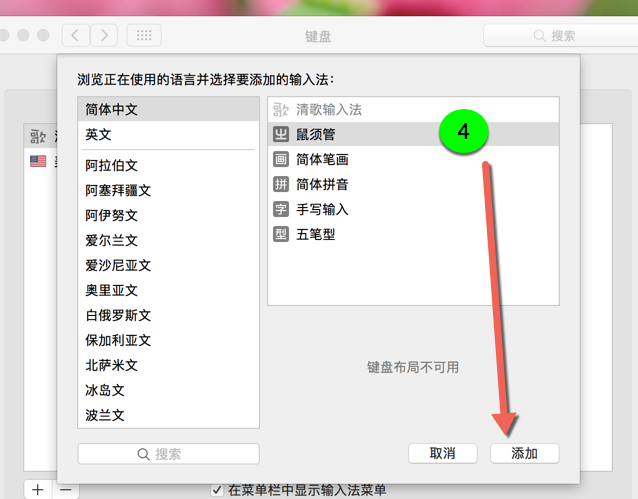 键盘
搜索
浏览正在使用的语言并选择要添加的输入法：
简体中文
英文
阿拉伯文
阿塞拜疆文
阿伊努文
爱尔兰文
爱沙尼亚文
奥里亚文
白俄罗斯文
保加利亚文
北萨米文
冰岛文
波兰文
搜索
歌 清歌输入法
鼠须管
画 简体笔画
拼 简体拼音
字 手写输入
型 五笔型
4
键盘布局不可用
取消
添加
歌
在菜单栏中显示输入法菜单